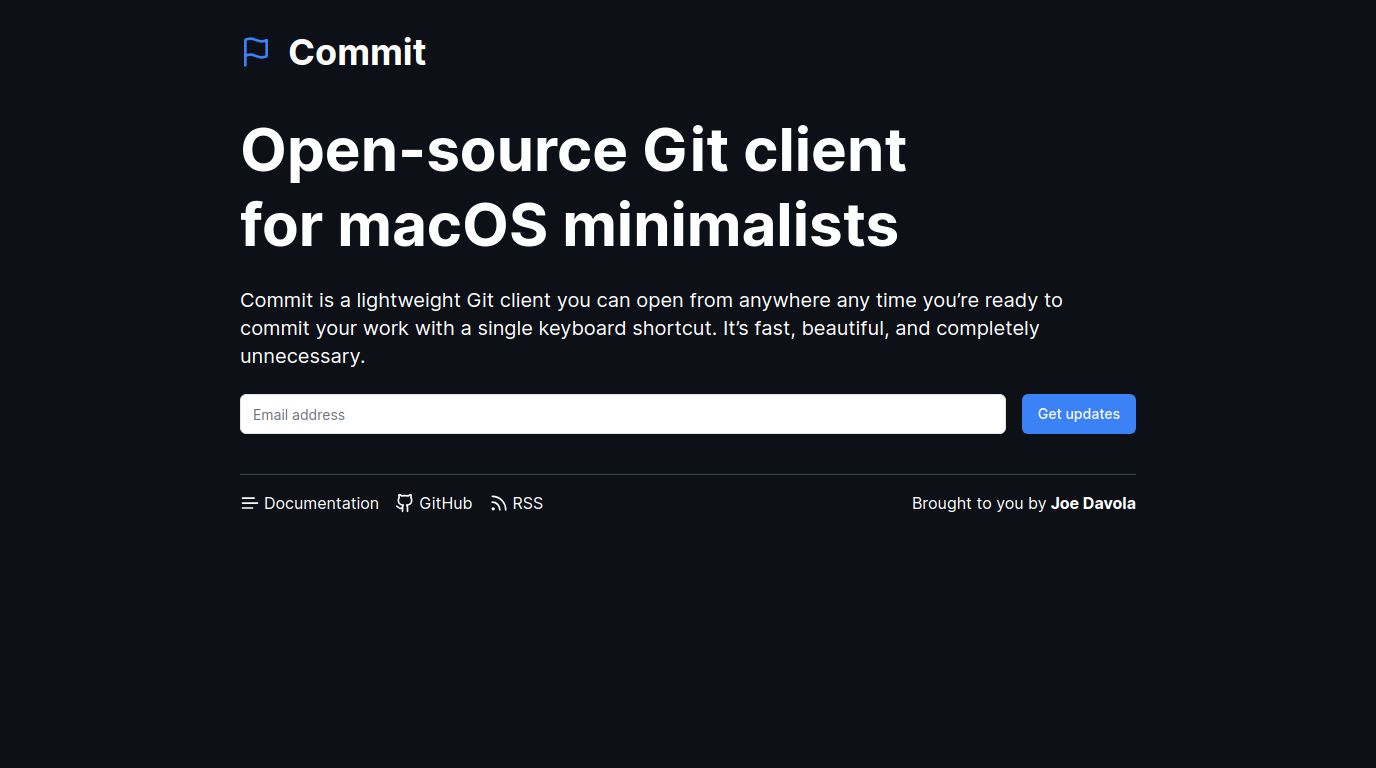 Commit
Open-source Git client
for macOS minimalists
Commit is a lightweight Git client you can open from anywhere any time you’re ready to
commit your work with a single keyboard shortcut. It’s fast, beautiful, and completely
unnecessary.
Email address
Get updates
Documentation
GitHub
RSS
Brought to you by Joe Davola